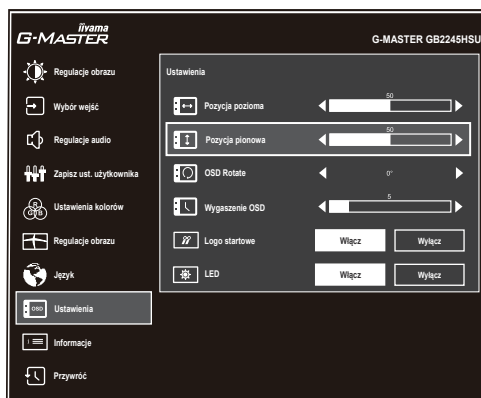 iiyama
G-MASTER
G-MASTER GB2245HSU
Regulacje obrazu
Wybór wejść
Regulacje audio
Zapisz ust. użytkownika
R
G B
Ustawienia kolorów
Regulacje obrazu
Język
OSD
Ustawienia
Informacje
Przywróć
Ustawienia
Pozycja pozioma
50
Pozycja pionowa
50
OSD Rotate
0°
Wygaszenie OSD
5
Logo startowe
Włącz
Wyłącz
LED
Włącz
Wyłącz